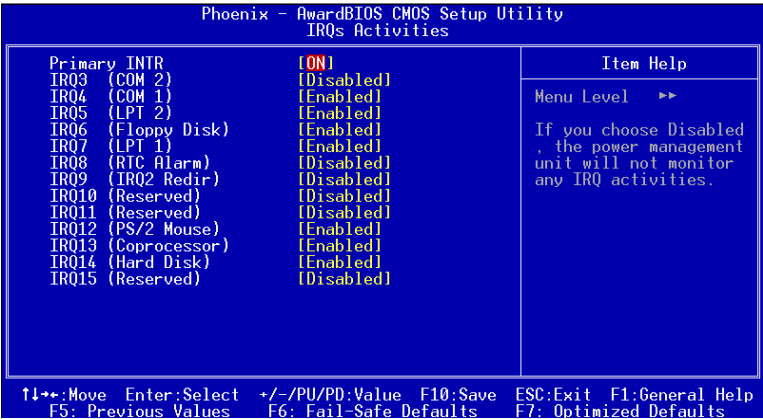 Phoenix - AwardBIOS CMOS Setup Utility
IRQs Activities
Primary INTR [ON]
IRQ3 (COM 2) [Disabled]
IRQ4 (COM 1) [Enabled]
IRQ5 (LPT 2) [Enabled]
IRQ6 (Floppy Disk) [Enabled]
IRQ7 (LPT 1) [Enabled]
IRQ8 (RTC Alarm) [Disabled]
IRQ9 (IRQ2 Redir) [Disabled]
IRQ10 (Reserved) [Disabled]
IRQ11 (Reserved) [Disabled]
IRQ12 (PS/2 Mouse) [Enabled]
IRQ13 (Coprocessor) [Enabled]
IRQ14 (Hard Disk) [Enabled]
IRQ15 (Reserved) [Disabled]
Item Help
Menu Level ▸▸
If you choose Disabled
, the power management
unit will not monitor
any IRQ activities.
↑↓→←:Move Enter:Select +/-/PU/PD:Value F10:Save ESC:Exit F1:General Help
F5: Previous Values F6: Fail-Safe Defaults F7: Optimized Defaults